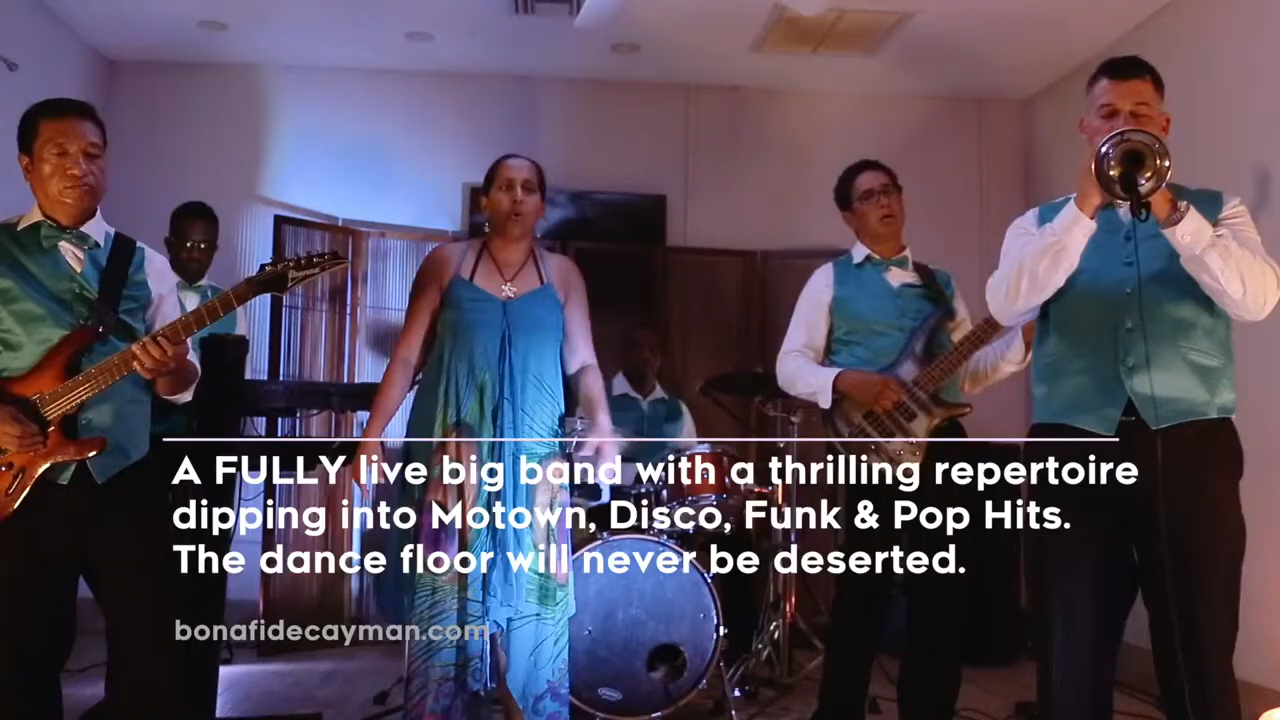 Ibanez
A FULLY live big band with a thrilling repertoire
dipping into Motown, Disco, Funk & Pop Hits.
The dance floor will never be deserted.
bonafidecayman.com